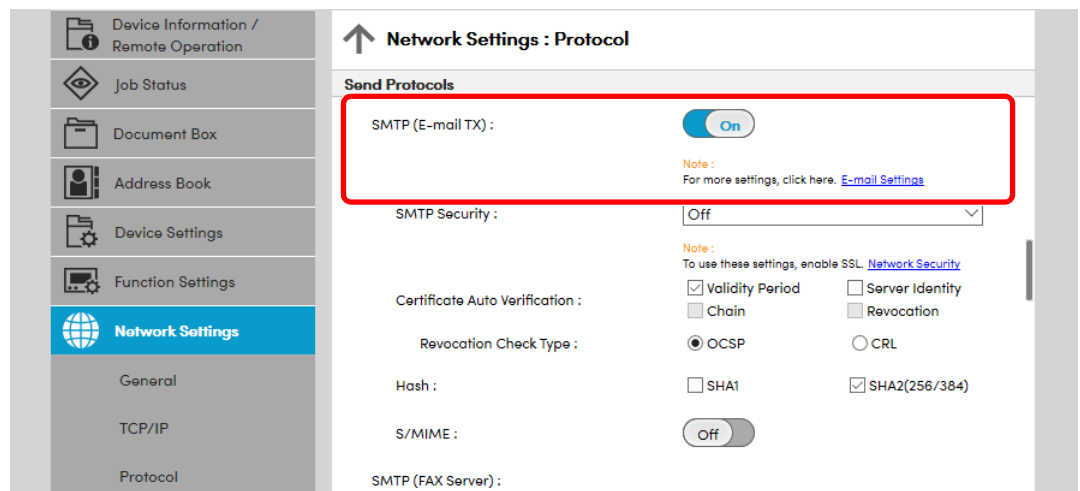 Device Information /
Remote Operation
Job Status
Document Box
Address Book
Device Settings
Function Settings
Network Settings
General
TCP/IP
Protocol
Network Settings : Protocol
Send Protocols
SMTP (E-mail TX) :
On
Note :
For more settings, click here. E-mail Settings
SMTP Security :
Off
Note :
To use these settings, enable SSL. Network Security
Certificate Auto Verification :
Validity Period
Server Identity
Chain
Revocation
Revocation Check Type :
OCSP
CRL
Hash :
SHA1
SHA2(256/384)
S/MIME :
Off
SMTP (FAX Server) :